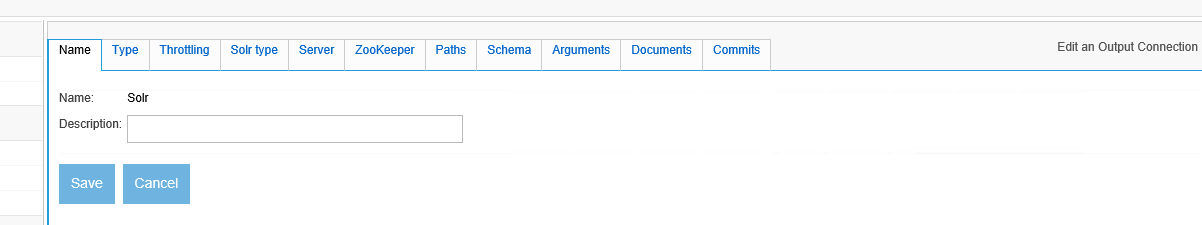 Name Type Throttling Solr type Server ZooKeeper Paths Schema Arguments Documents Commits Edit an Output Connection
Name: Solr
Description:
Save Cancel